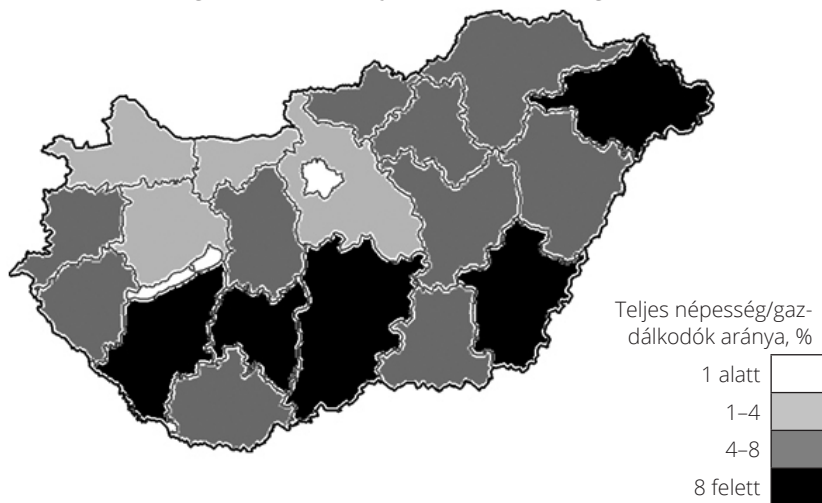 Teljes népesség/gaz-
dálkodók aránya, %
1 alatt
1–4
4–8
8 felett